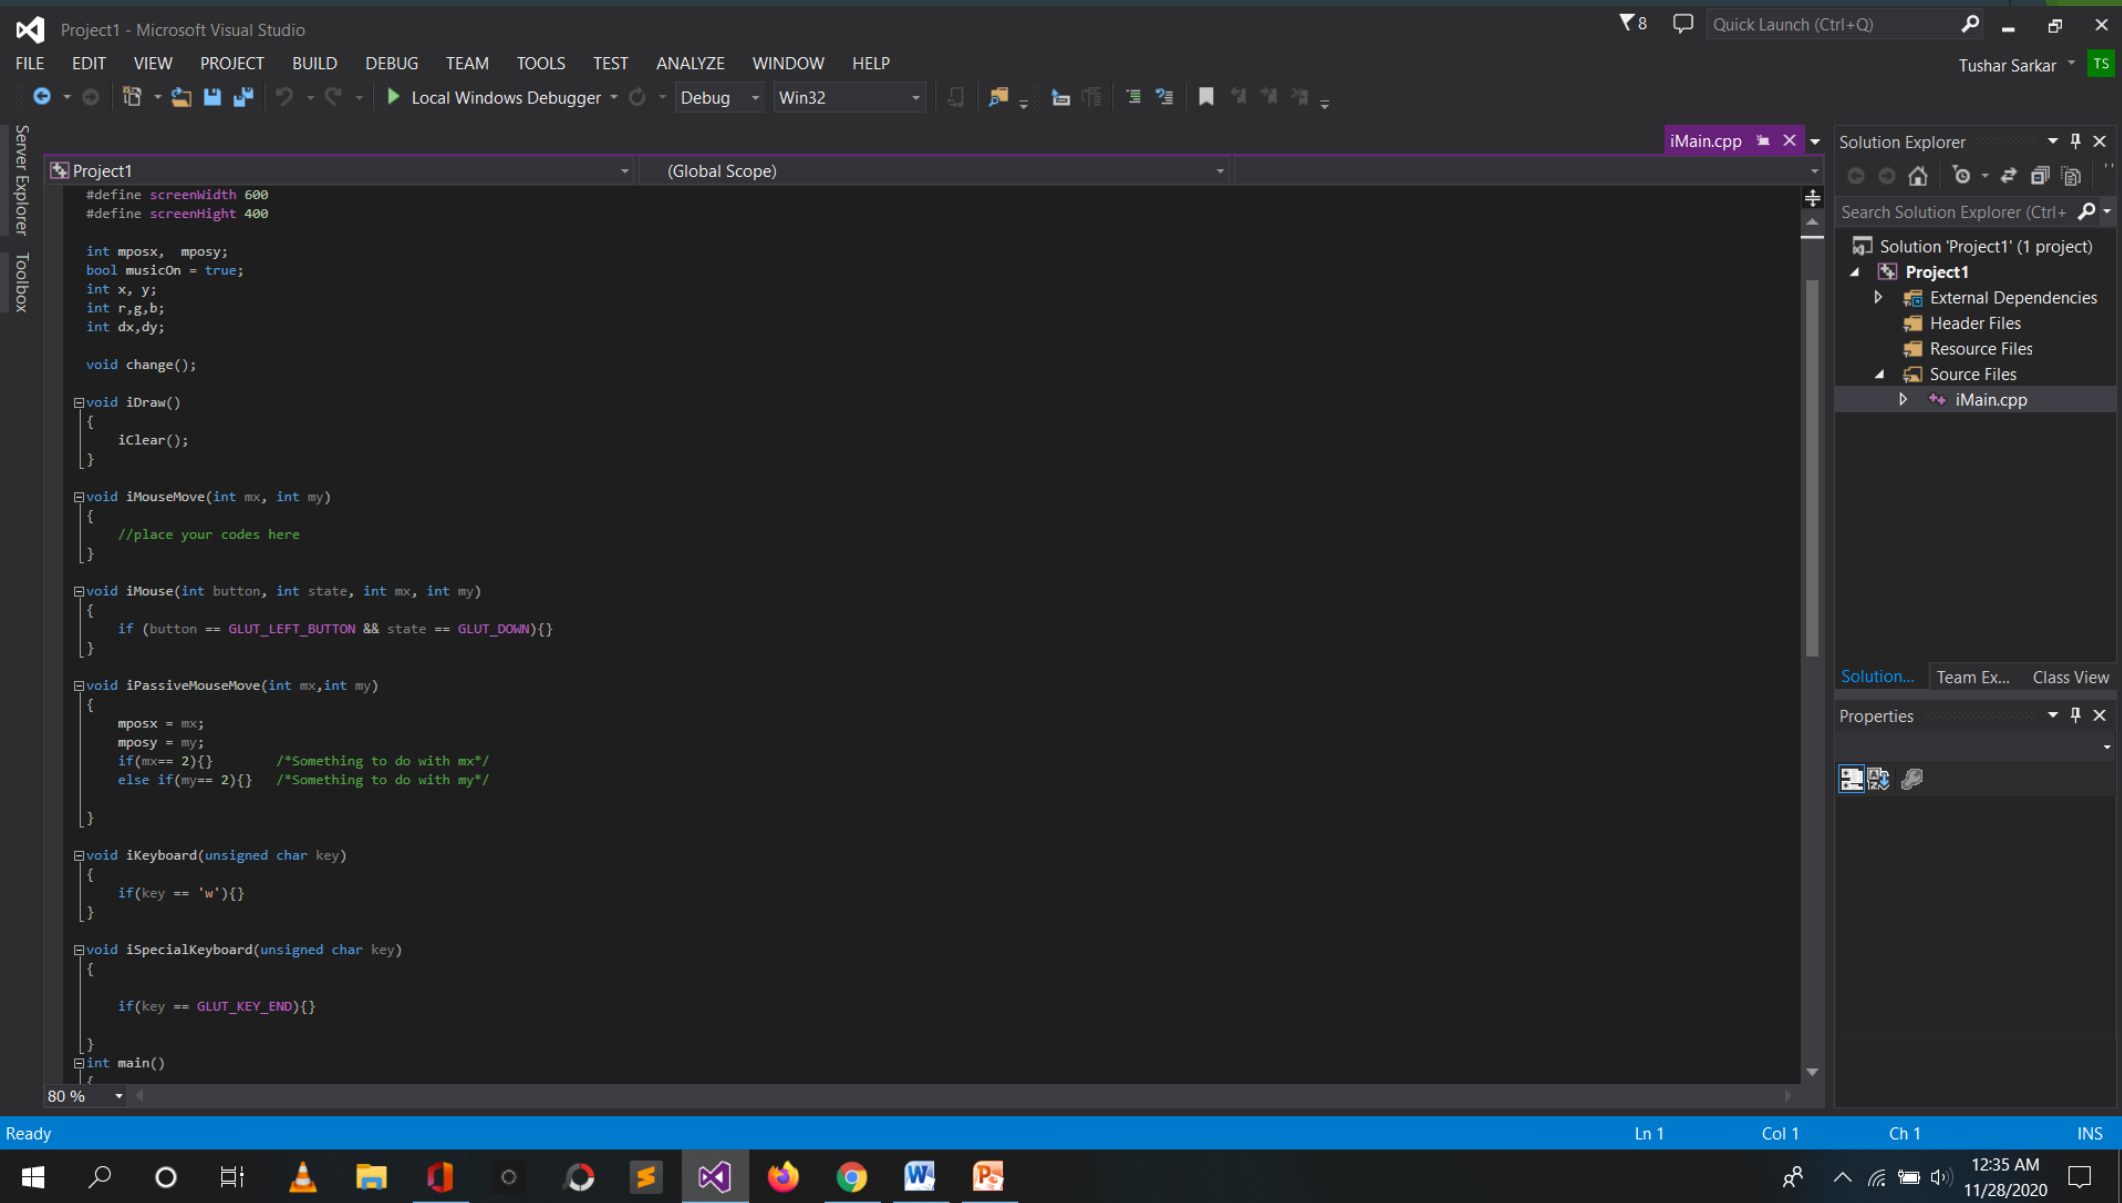 Project1 - Microsoft Visual Studio
8
Quick Launch (Ctrl+Q)
FILE EDIT VIEW PROJECT BUILD DEBUG TEAM TOOLS TEST ANALYZE WINDOW HELP
Tushar Sarkar
TS
Local Windows Debugger
Debug
Win32
Server Explorer
Toolbox
iMain.cpp
Project1
(Global Scope)
#define screenWidth 600
#define screenHight 400
int mposx,  mposy;
bool musicOn = true;
int x, y;
int r,g,b;
int dx,dy;
void change();
void iDraw()
{
iClear();
}
void iMouseMove(int mx, int my)
{
//place your codes here
}
void iMouse(int button, int state, int mx, int my)
{
if (button == GLUT_LEFT_BUTTON && state == GLUT_DOWN){}
}
void iPassiveMouseMove(int mx,int my)
{
mposx = mx;
mposy = my;
if(mx== 2){}        /*Something to do with mx*/
else if(my== 2){}   /*Something to do with my*/
}
void iKeyboard(unsigned char key)
{
if(key == 'w'){}
}
void iSpecialKeyboard(unsigned char key)
{
if(key == GLUT_KEY_END){}
}
int main()
{
80 %
Solution Explorer
Search Solution Explorer (Ctrl+
Solution 'Project1' (1 project)
Project1
External Dependencies
Header Files
Resource Files
Source Files
iMain.cpp
Solution... Team Ex... Class View
Properties
Ready
Ln 1
Col 1
Ch 1
INS
12:35 AM
11/28/2020